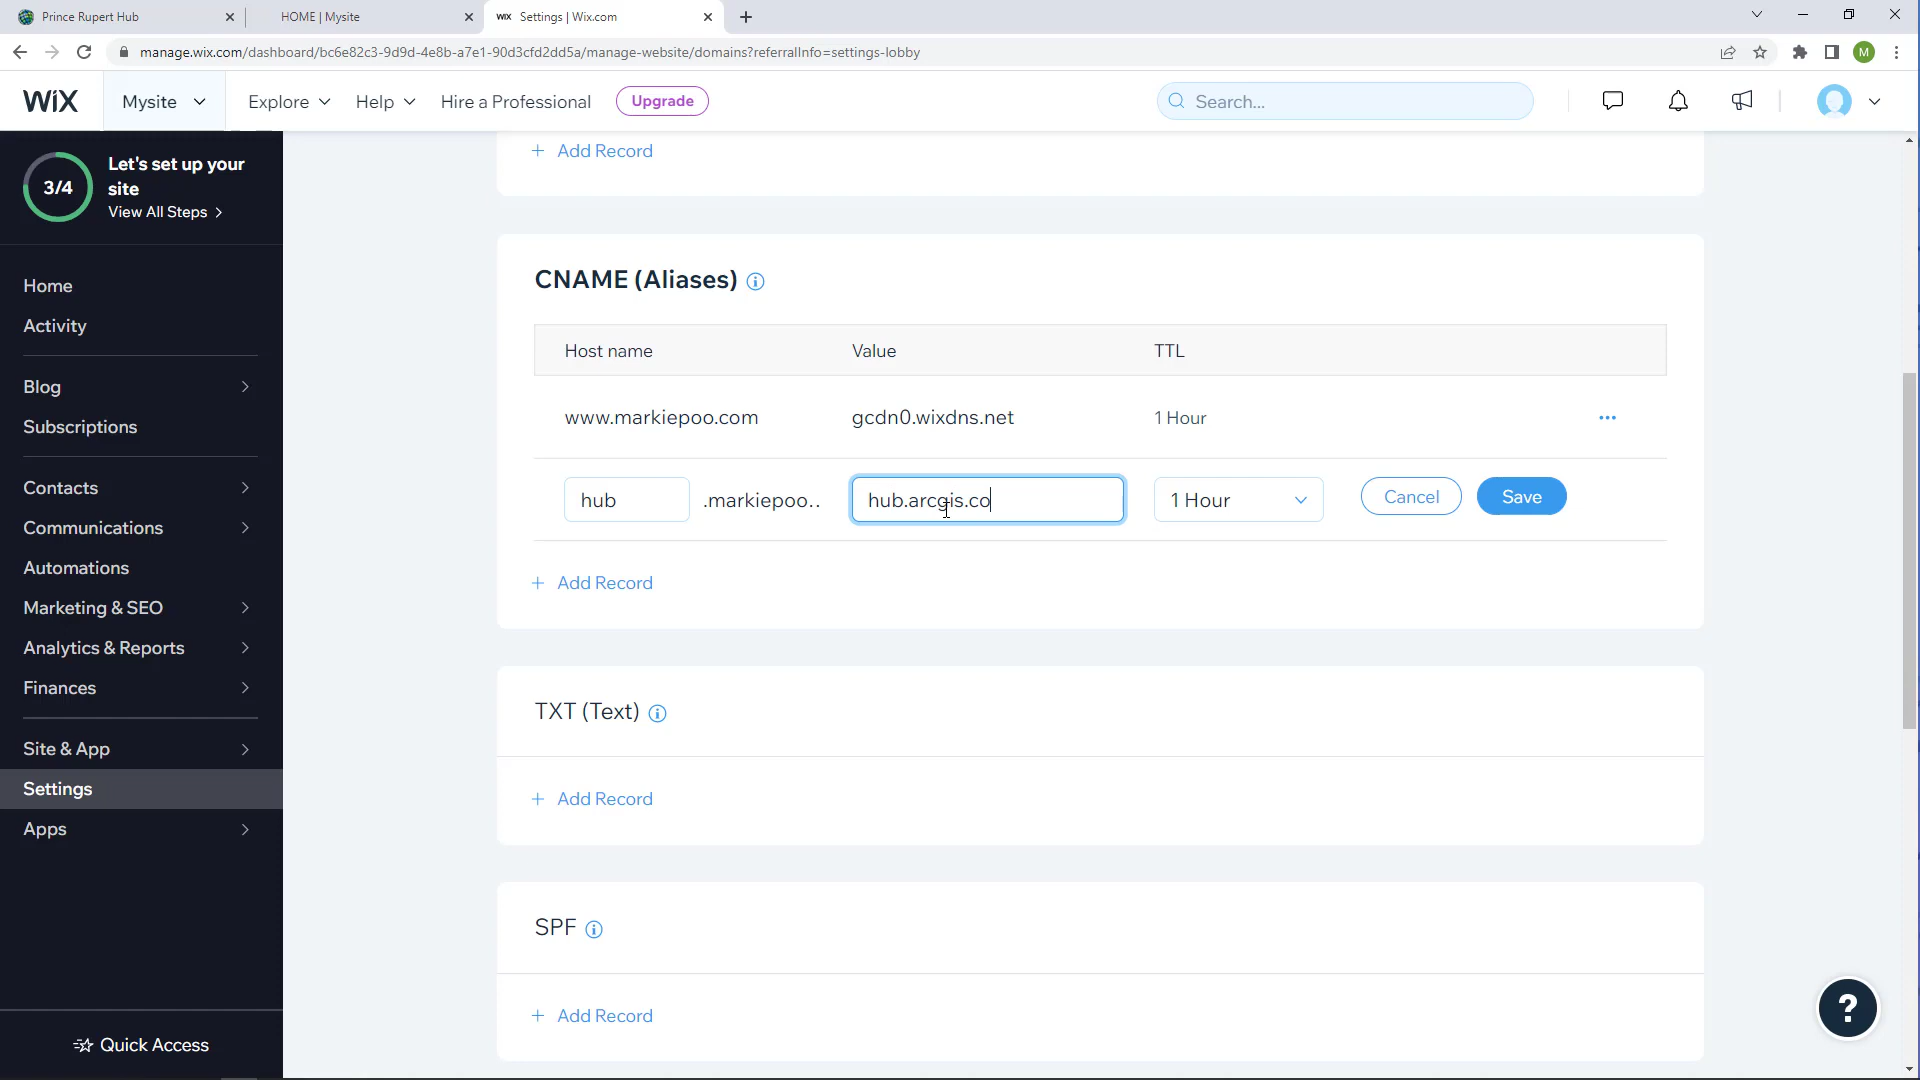 Prince Rupert Hub
HOME | Mysite
WiX Settings | Wix.com
manage.wix.com/dashboard/bc6e82c3-9d9d-4e8b-a7e1-90d3cfd2dd5a/manage-website/domains?referralInfo=settings-lobby
M
WiX
Mysite
Explore
Help
Hire a Professional
Upgrade
Search...
3/4
Let's set up your
site
View All Steps
Home
Activity
Blog
Subscriptions
Contacts
Communications
Automations
Marketing & SEO
Analytics & Reports
Finances
Site & App
Settings
Apps
Quick Access
+ Add Record
CNAME (Aliases)
Host name Value TTL
www.markiepoo.com gcdn0.wixdns.net 1 Hour
hub .markiepoo.. hub.arcgis.co 1 Hour Cancel Save
+ Add Record
TXT (Text)
+ Add Record
SPF
+ Add Record
?